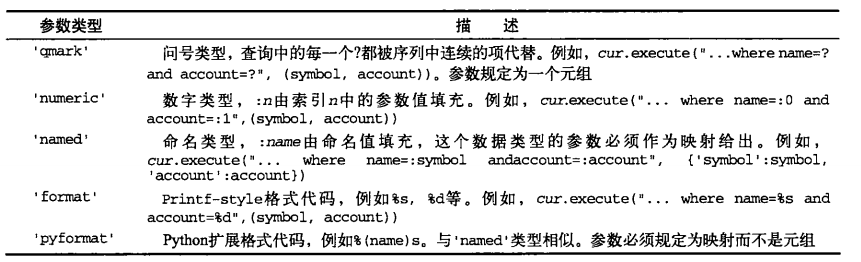 参数类型 描 述
'qmark' 问号类型，查询中的每一个?都被序列中连续的项代替。例如，cur.execute("...where name=?
and account=?", (symbol, account))。参数规定为一个元组
'numeric' 数字类型，:n由索引n中的参数值填充。例如，cur.execute("... where name=:0 and
account=:1",(symbol, account))
'named' 命名类型，:name由命名值填充，这个数据类型的参数必须作为映射给出。例如，
cur.execute("... where name=:symbol andaccount=:account", {'symbol':symbol,
'account':account})
'format' Printf-style格式代码，例如%s, %d等。例如，cur.execute("... where name=%s and
account=%d",(symbol, account))
'pyformat' Python扩展格式代码，例如%(name)s。与'named'类型相似。参数必须规定为映射而不是元组